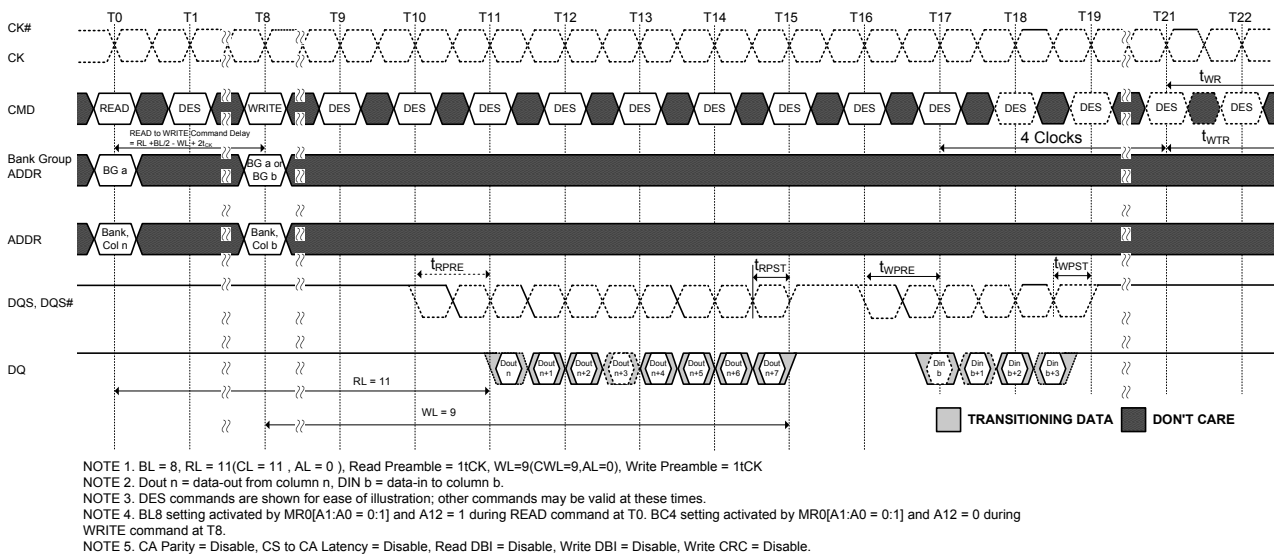 T0 T1 T8 T9 T10 T11 T12 T13 T14 T15 T16 T17 T18 T19 T21 T22
CK#
CK
tWR
CMD READ DES WRITE DES DES DES DES DES DES DES DES DES DES DES DES DES
READ to WRITE Command Delay
= RL +BL/2 - WL + 2tCK
4 Clocks
tWTR
Bank Group
ADDR
BG a
BG a or
BG b
ADDR
Bank,
Col n
Bank,
Col b
tRPRE tRPST tWPRE tWPST
DQS, DQS#
DQ
Dout
n
Dout
n+1
Dout
n+2
Dout
n+3
Dout
n+4
Dout
n+5
Dout
n+6
Dout
n+7
Din
b
Din
b+1
Din
b+2
Din
b+3
RL = 11
WL = 9
TRANSITIONING DATA DON'T CARE
NOTE 1. BL = 8, RL = 11(CL = 11 , AL = 0 ), Read Preamble = 1tCK, WL=9(CWL=9,AL=0), Write Preamble = 1tCK
NOTE 2. Dout n = data-out from column n, DIN b = data-in to column b.
NOTE 3. DES commands are shown for ease of illustration; other commands may be valid at these times.
NOTE 4. BL8 setting activated by MR0[A1:A0 = 0:1] and A12 = 1 during READ command at T0. BC4 setting activated by MR0[A1:A0 = 0:1] and A12 = 0 during
WRITE command at T8.
NOTE 5. CA Parity = Disable, CS to CA Latency = Disable, Read DBI = Disable, Write DBI = Disable, Write CRC = Disable.